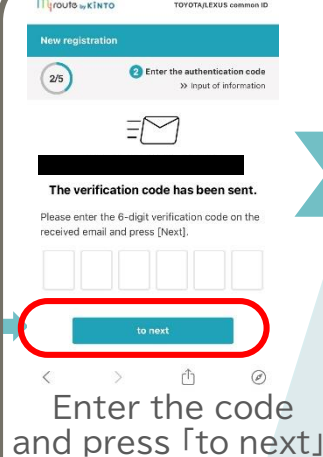 my route by KINTO
TOYOTA/LEXUS common ID
New registration
2/5
2 Enter the authentication code
>> Input of information
The verification code has been sent.
Please enter the 6-digit verification code on the
received email and press [Next].
to next
Enter the code
and press「to next」